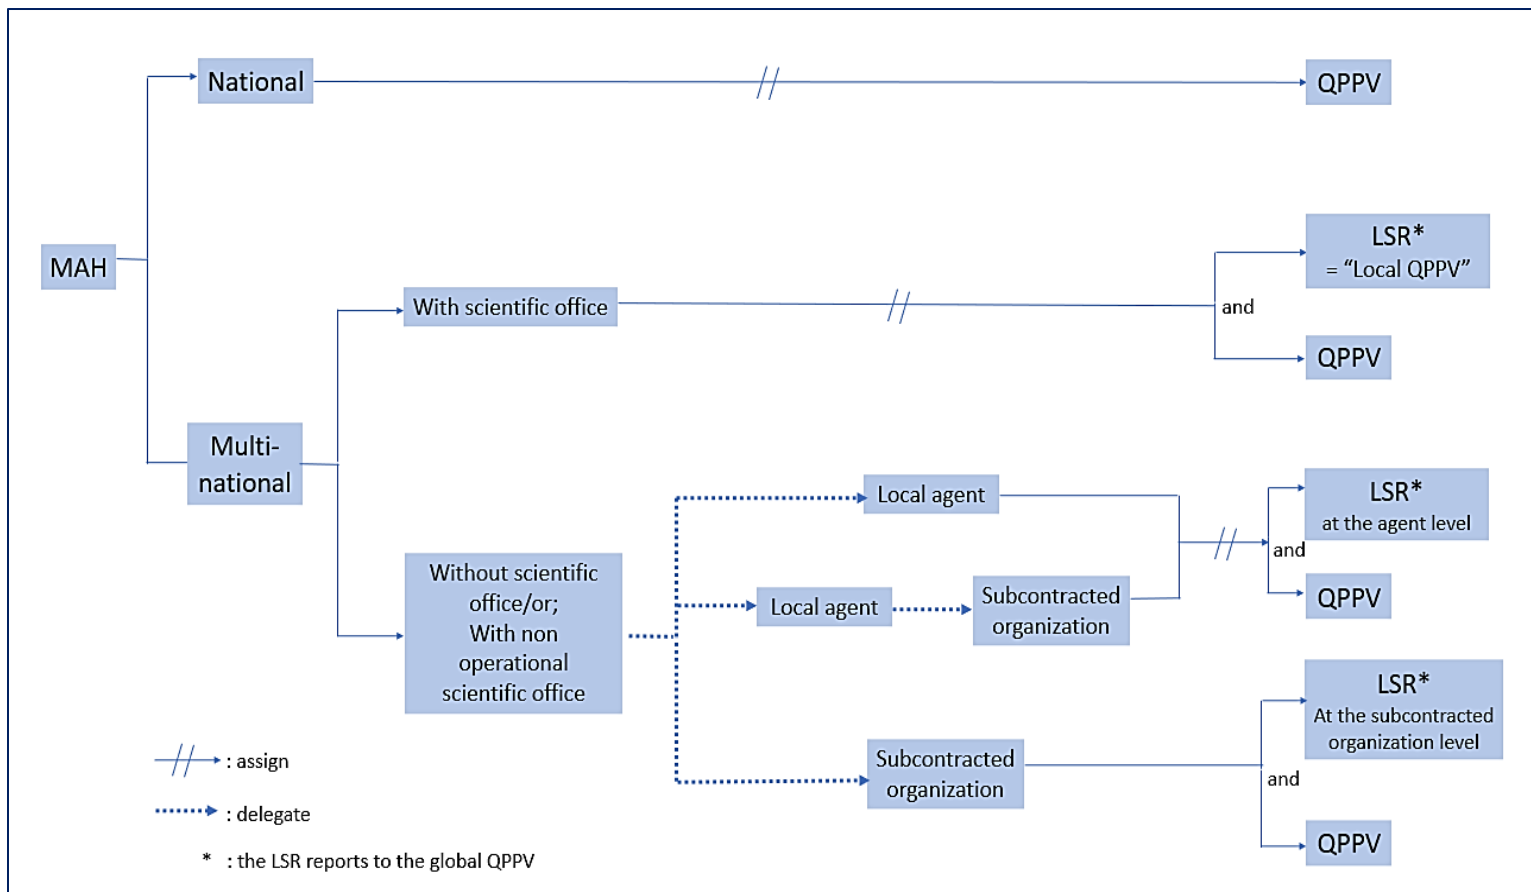 National
QPPV
MAH
LSR*
= “Local QPPV”
With scientific office
and
QPPV
Multi-
national
Local agent
LSR*
at the agent level
and
Without scientific
office/or;
With non
operational
scientific office
Local agent
Subcontracted
organization
QPPV
LSR*
At the subcontracted
organization level
Subcontracted
organization
and
QPPV
: assign
: delegate
* : the LSR reports to the global QPPV